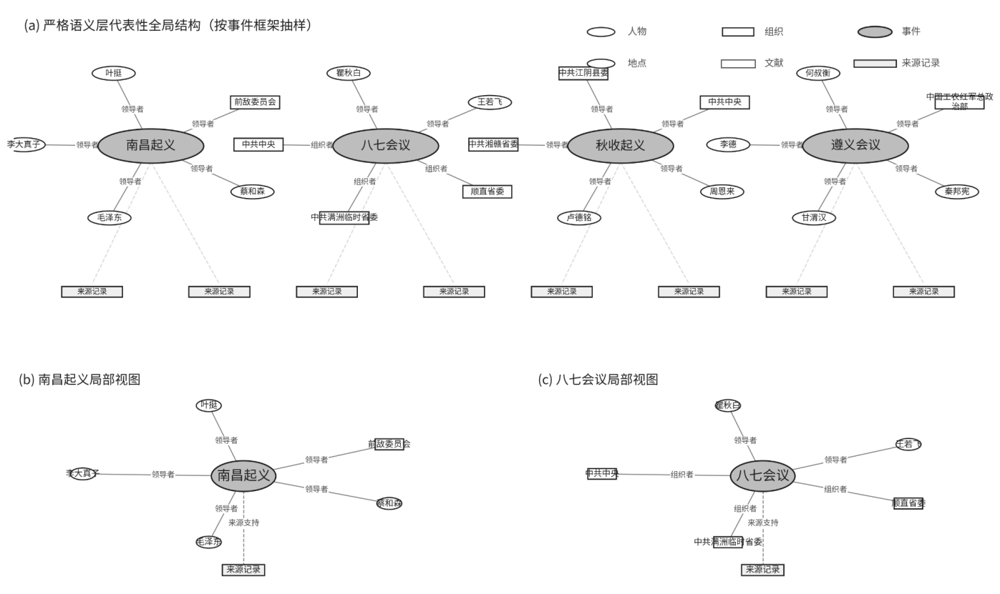 (a) 严格语义层代表性全局结构（按事件框架抽样）
人物
组织
事件
地点
文献
来源记录
叶挺
领导者
前敌委员会
领导者
李大真子
领导者
南昌起义
领导者
蔡和森
领导者
毛泽东
来源记录
来源记录
瞿秋白
领导者
王若飞
领导者
中共中央
组织者
八七会议
组织者
顺直省委
组织者
中共满洲临时省委
来源记录
来源记录
中共江阴县委
领导者
中共中央
领导者
中共湘赣省委
领导者
秋收起义
领导者
周恩来
领导者
卢德铭
来源记录
来源记录
何叔衡
领导者
中国工农红军总政
治部
领导者
李德
领导者
遵义会议
领导者
秦邦宪
领导者
甘渭汉
来源记录
来源记录
(b) 南昌起义局部视图
叶挺
领导者
前敌委员会
领导者
李大真子
领导者
南昌起义
领导者
蔡和森
领导者
来源支持
毛泽东
来源记录
(c) 八七会议局部视图
瞿秋白
领导者
王若飞
领导者
中共中央
组织者
八七会议
组织者
顺直省委
组织者
来源支持
中共满洲临时省委
来源记录